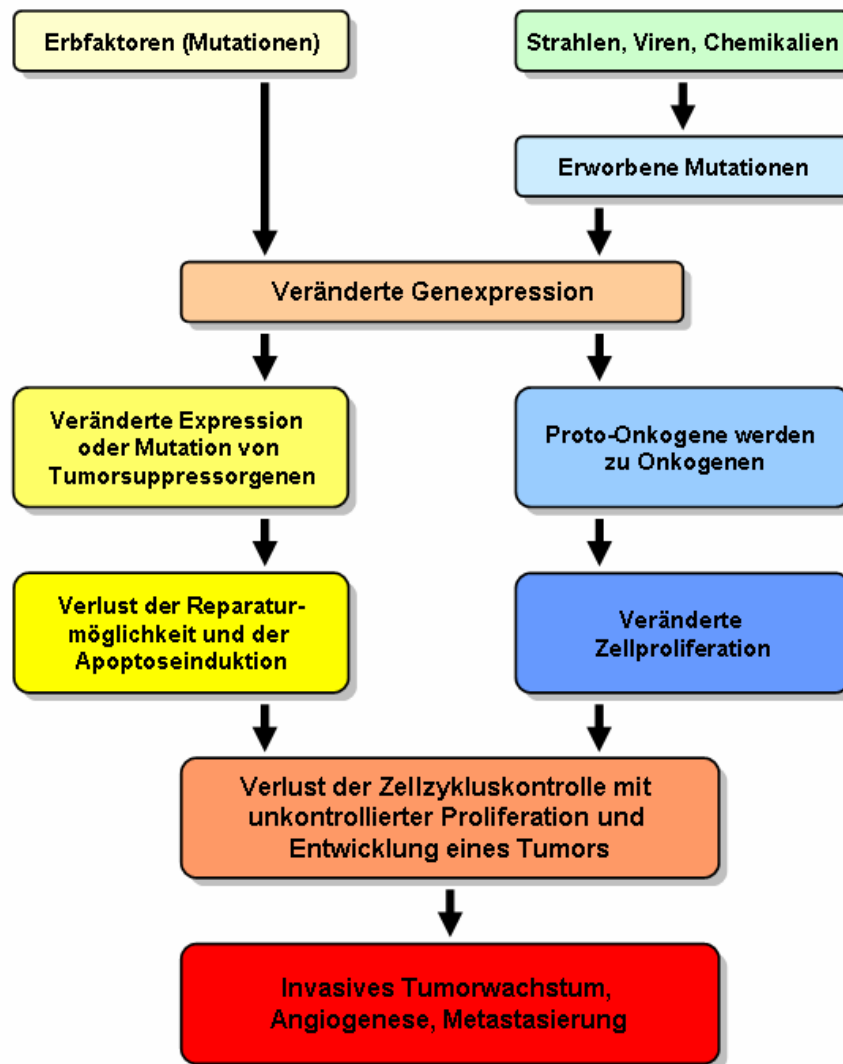 Erbfaktoren (Mutationen)
Strahlen, Viren, Chemikalien
Erworbene Mutationen
Veränderte Genexpression
Veränderte Expression
oder Mutation von
Tumorsuppressorgenen
Proto-Onkogene werden
zu Onkogenen
Verlust der Reparatur-
möglichkeit und der
Apoptoseinduktion
Veränderte
Zellproliferation
Verlust der Zellzykluskontrolle mit
unkontrollierter Proliferation und
Entwicklung eines Tumors
Invasives Tumorwachstum,
Angiogenese, Metastasierung